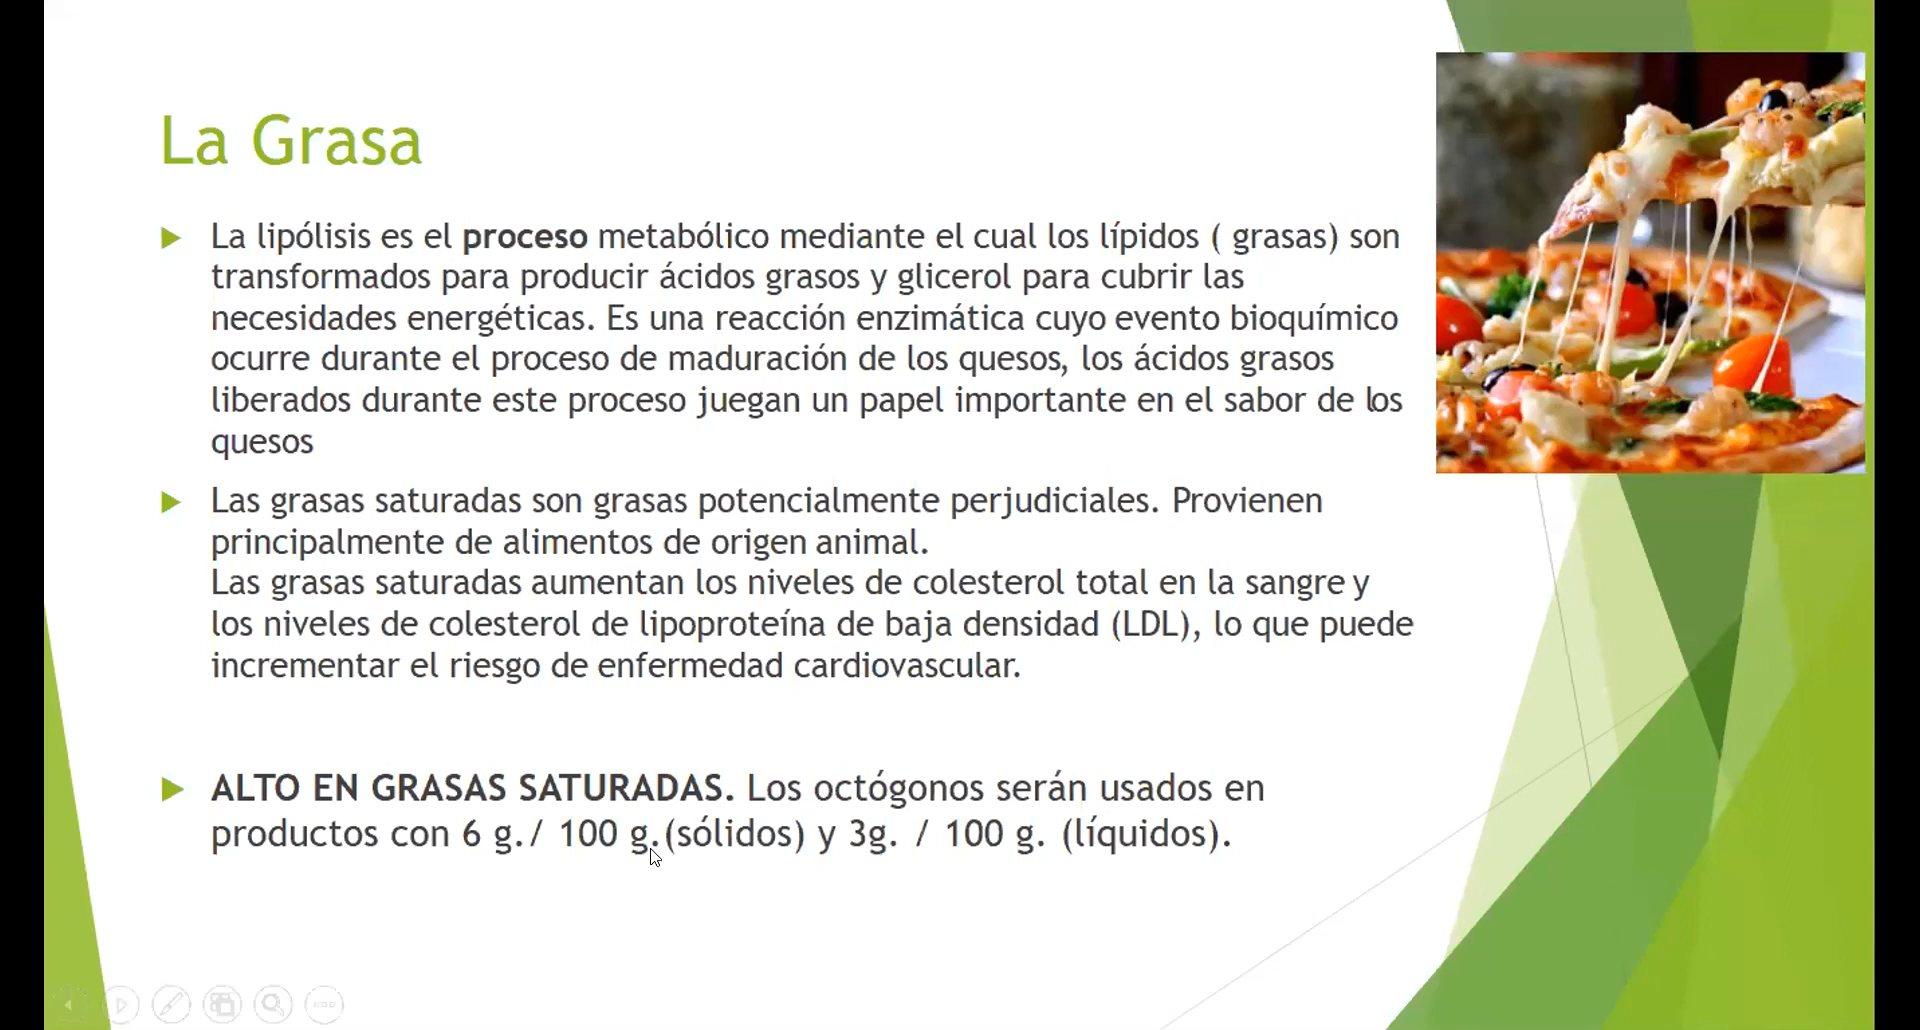 La Grasa
La lipólisis es el proceso metabólico mediante el cual los lípidos ( grasas) son
transformados para producir ácidos grasos y glicerol para cubrir las
necesidades energéticas. Es una reacción enzimática cuyo evento bioquímico
ocurre durante el proceso de maduración de los quesos, los ácidos grasos
liberados durante este proceso juegan un papel importante en el sabor de los
quesos
Las grasas saturadas son grasas potencialmente perjudiciales. Provienen
principalmente de alimentos de origen animal.
Las grasas saturadas aumentan los niveles de colesterol total en la sangre y
los niveles de colesterol de lipoproteína de baja densidad (LDL), lo que puede
incrementar el riesgo de enfermedad cardiovascular.
ALTO EN GRASAS SATURADAS. Los octógonos serán usados en
productos con 6 g./ 100 g.(sólidos) y 3g. / 100 g. (líquidos).